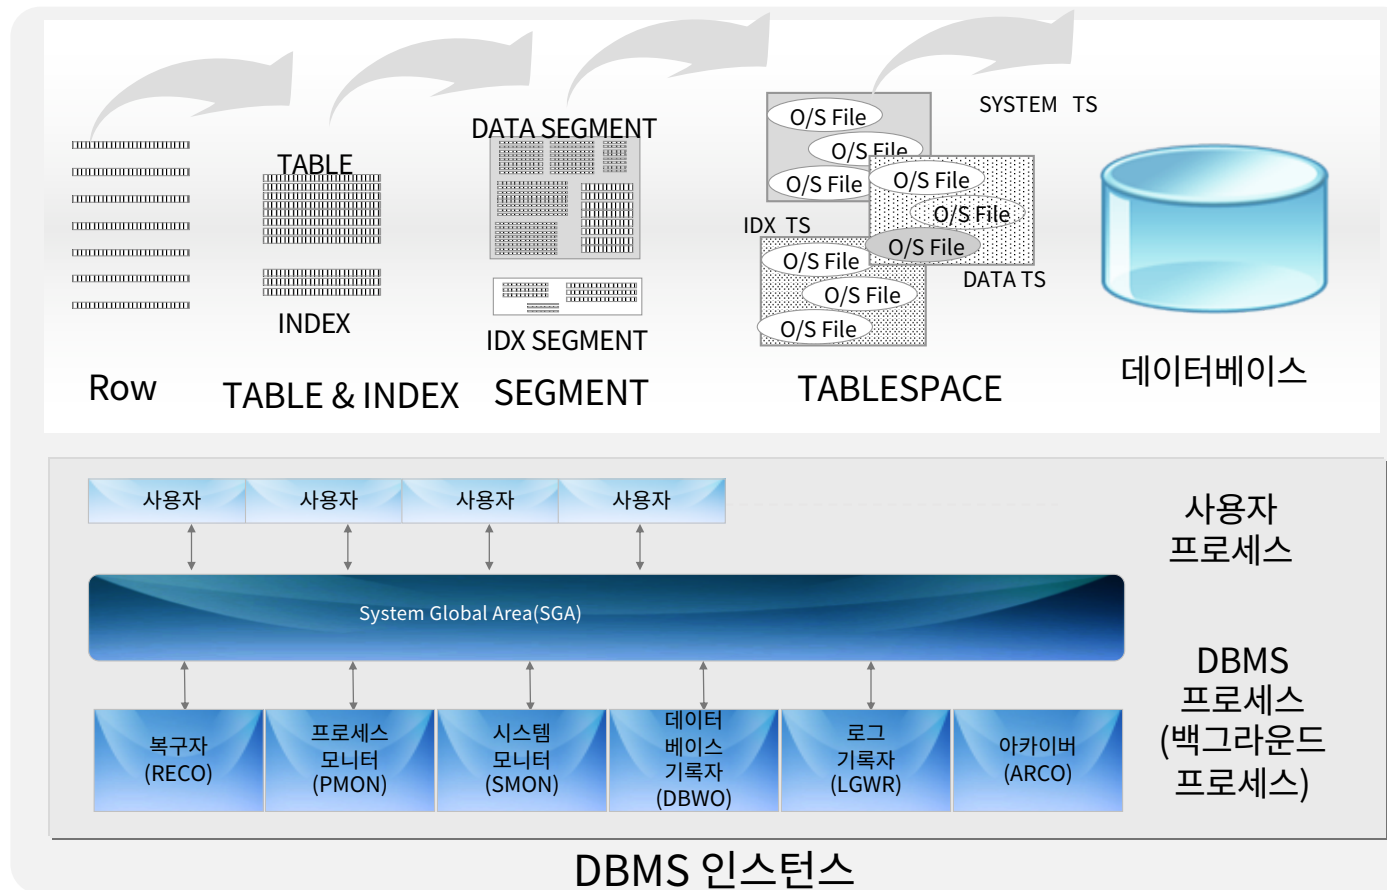 SYSTEM TS
O/S File
O/S File
O/S File
DATA SEGMENT
TABLE
O/S File
O/S File
O/S File
IDX TS
O/S File
O/S File
O/S File
DATA TS
INDEX
IDX SEGMENT
Row
TABLE & INDEX
SEGMENT
TABLESPACE
데이터베이스
사용자
사용자
사용자
사용자
사용자
프로세스
System Global Area(SGA)
복구자
(RECO)
프로세스
모니터
(PMON)
시스템
모니터
(SMON)
데이터
베이스
기록자
(DBWO)
로그
기록자
(LGWR)
아카이버
(ARCO)
DBMS
프로세스
(백그라운드
프로세스)
DBMS 인스턴스